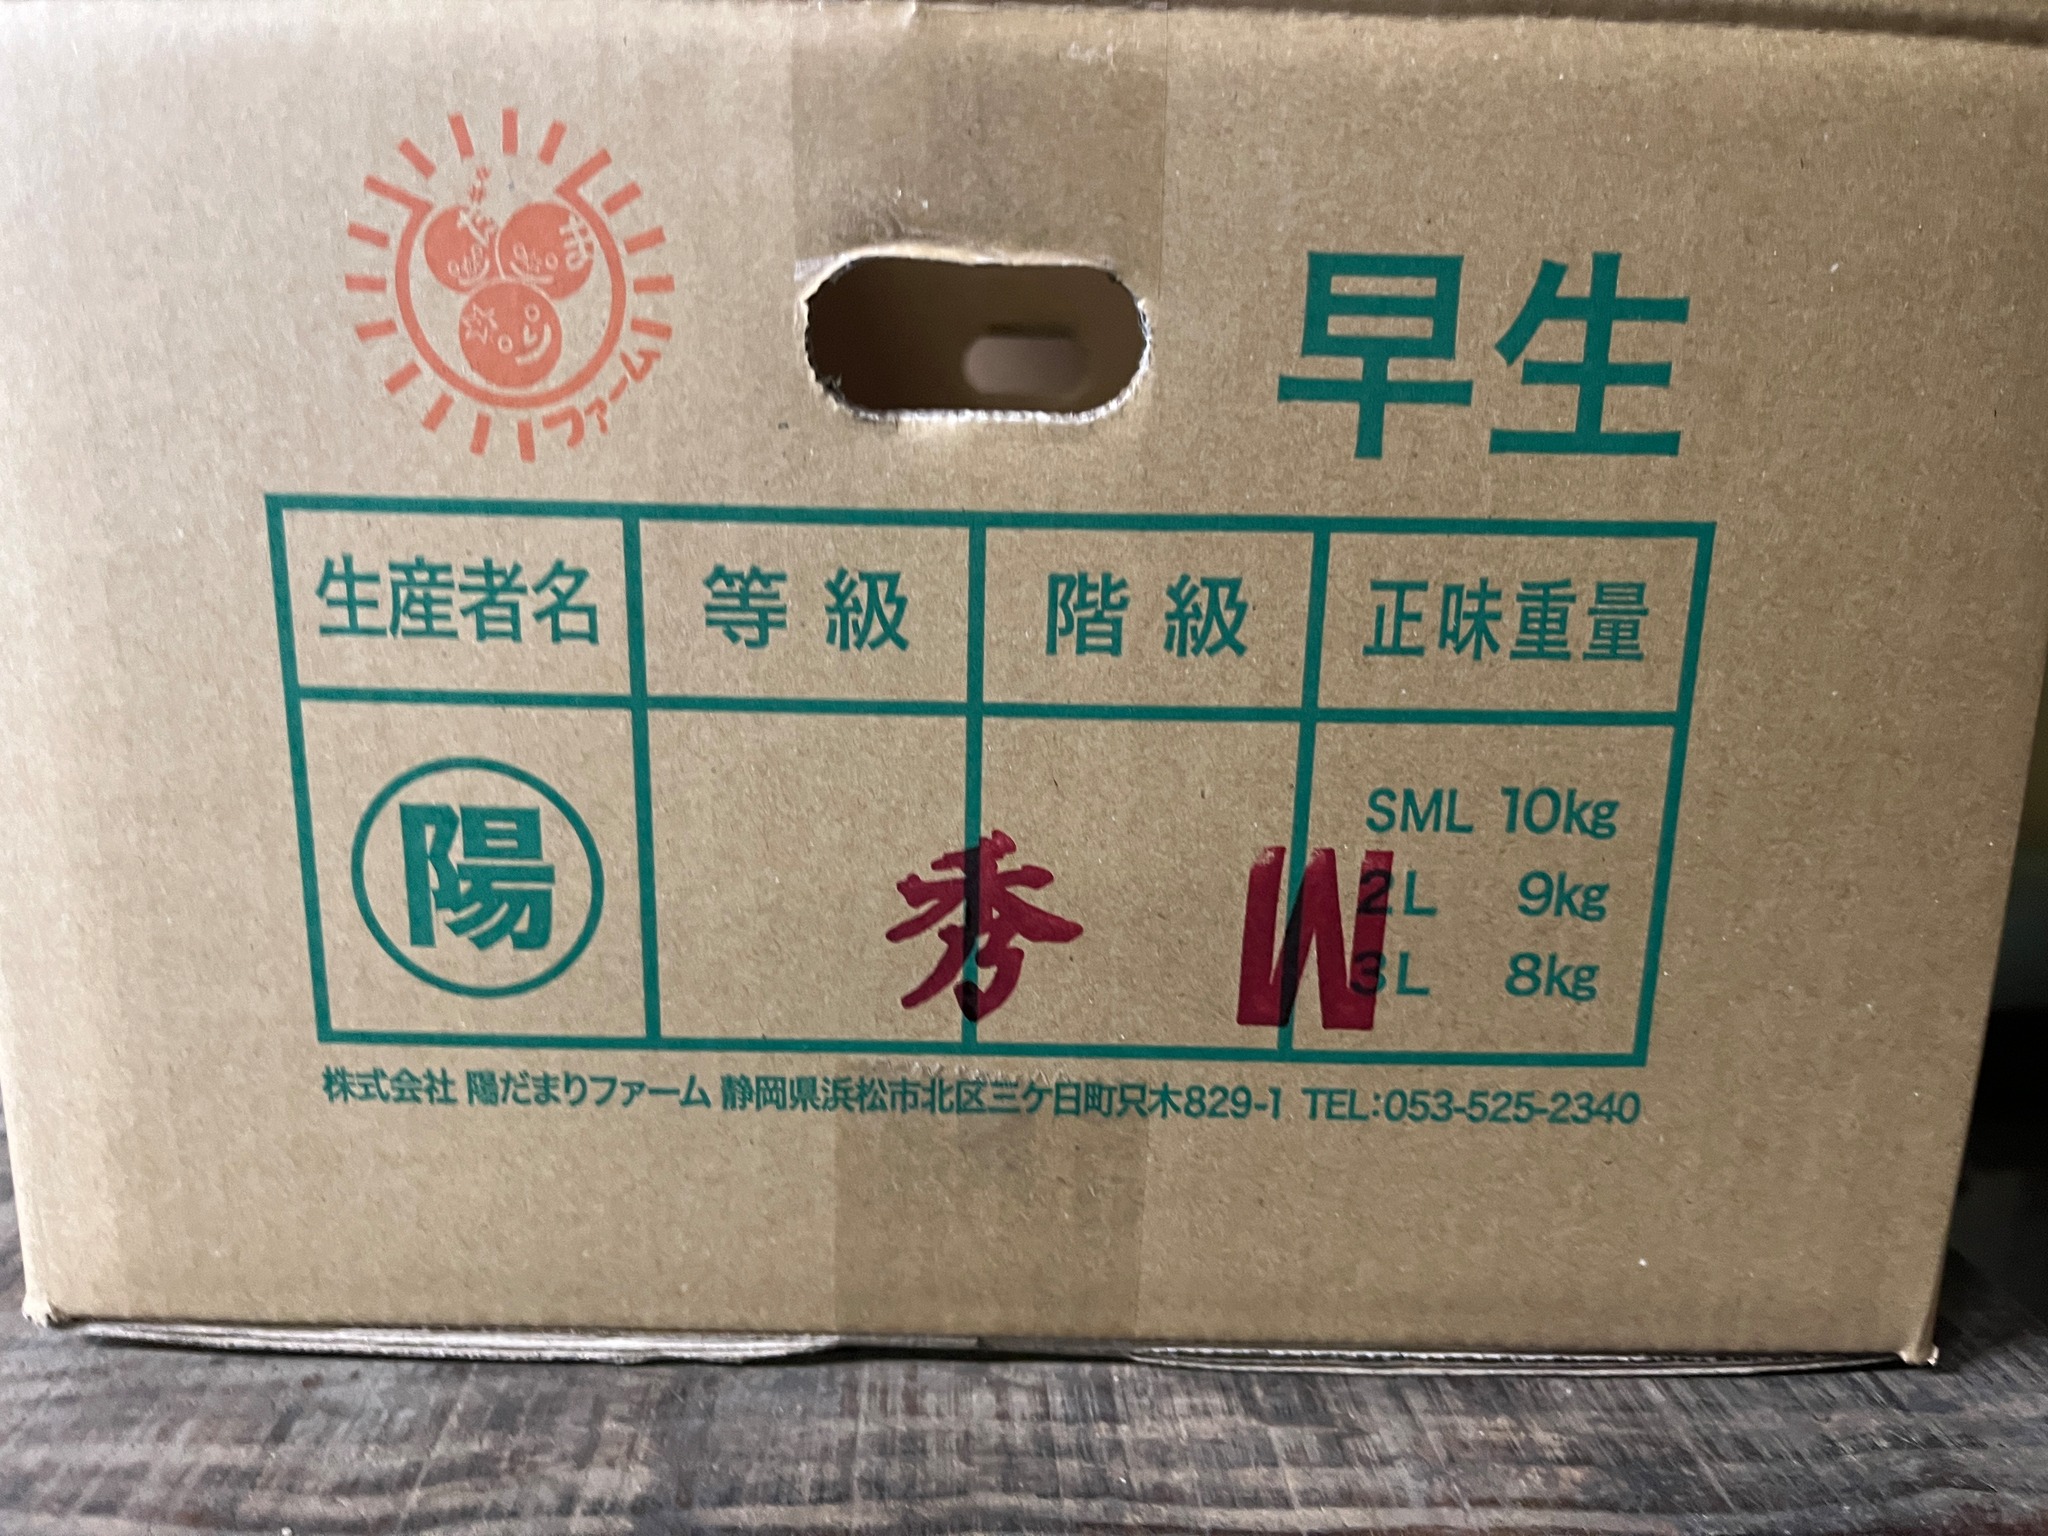 陽だまり
ファーム
早生
生産者名 等級 階級 正味重量
陽
秀
SML 10kg
2L 9kg
3L 8kg
株式会社 陽だまりファーム 静岡県浜松市北区三ケ日町只木829-1 TEL:053-525-2340